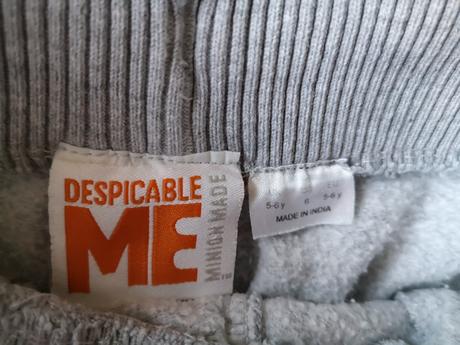 DESPICABLE
ME
MINION MADE
5-6 y 6 5-6 y
MADE IN INDIA